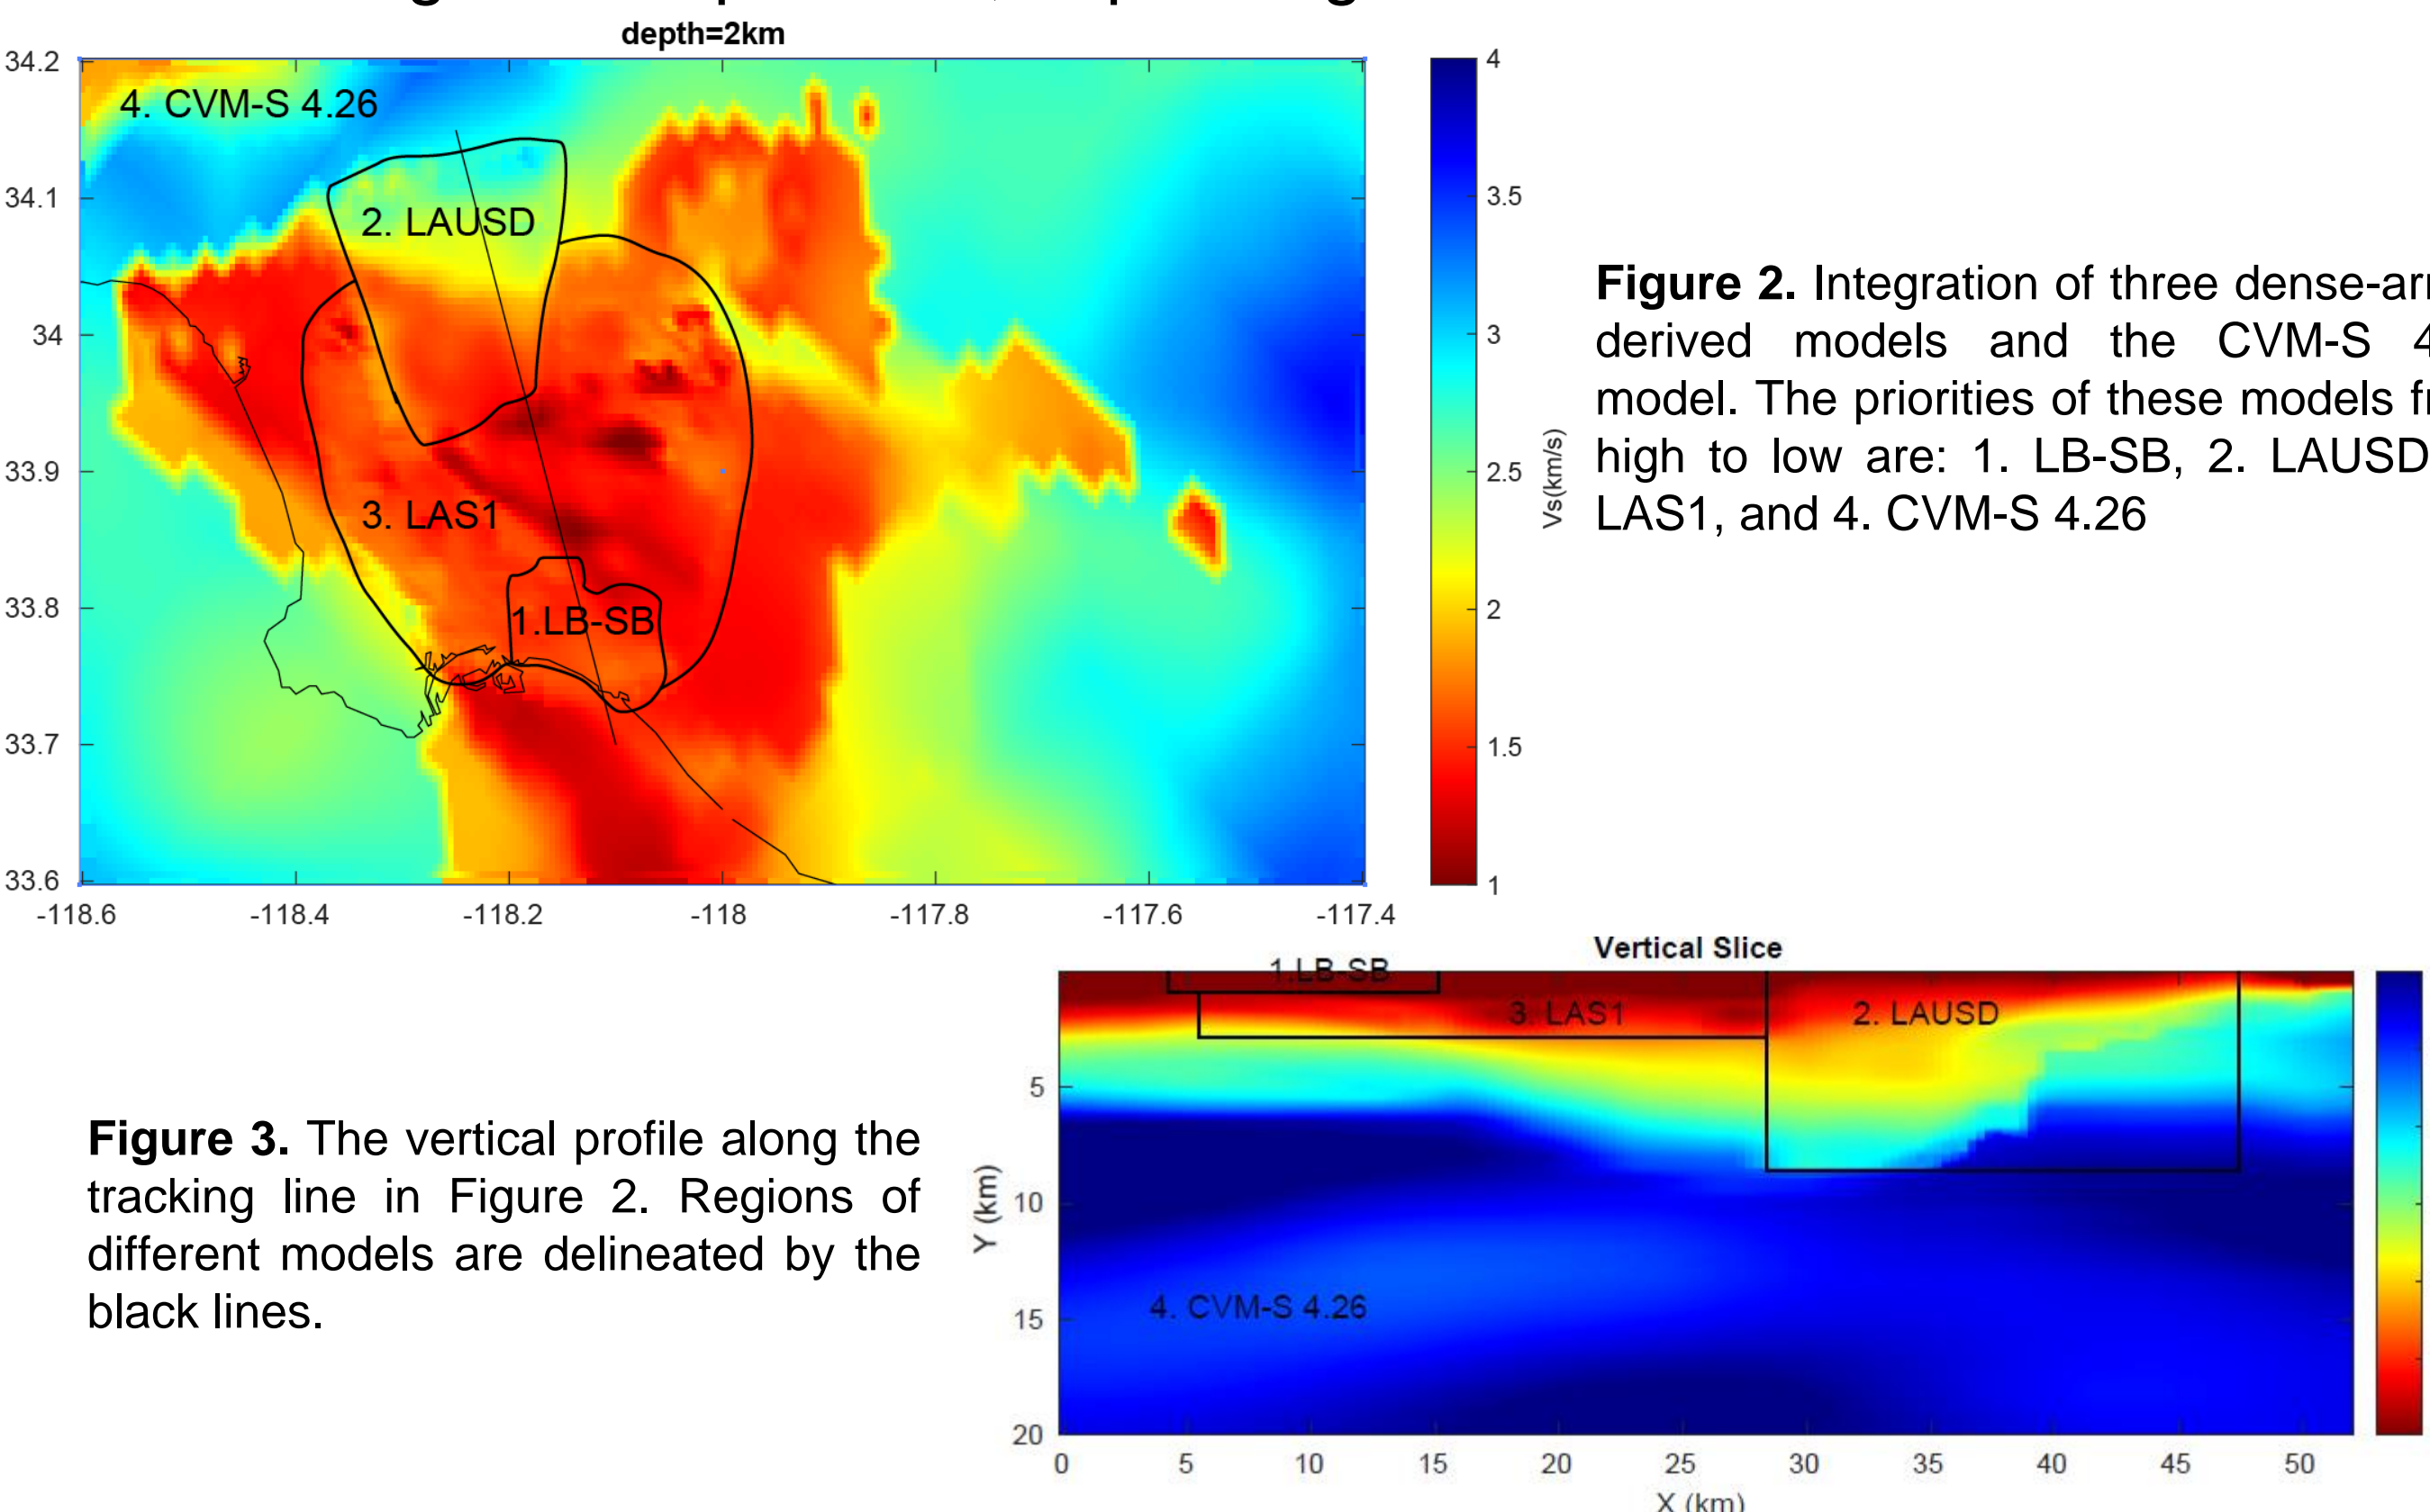 depth=2km
34.2
34.1
34
33.9
33.8
33.7
33.6
-118.6
-118.4
-118.2
-118
-117.8
-117.6
-117.4
4. CVM-S 4.26
2. LAUSD
3. LAS1
1.LB-SB
4
3.5
3
2.5
2
1.5
1
Vs(km/s)
Figure 2. Integration of three
derived models and the CVM-S
model. The priorities of these models
high to low are: 1. LB-SB, 2. LAUSD
LAS1, and 4. CVM-S 4.26
Vertical Slice
1.LB-SB
3. LAS1
2. LAUSD
4. CVM-S 4.26
5
10
15
20
Y (km)
0
5
10
15
20
25
30
35
40
45
50
X (km)
Figure 3. The vertical profile along the
tracking line in Figure 2. Regions of
different models are delineated by the
black lines.